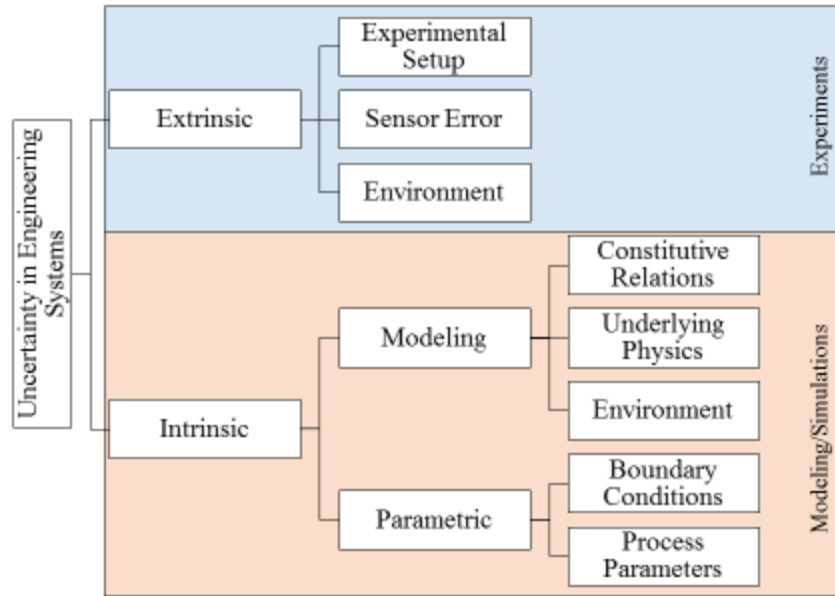 Uncertainty in Engineering
Systems
Extrinsic
Experimental
Setup
Sensor Error
Environment
Experiments
Intrinsic
Modeling
Constitutive
Relations
Underlying
Physics
Environment
Parametric
Boundary
Conditions
Process
Parameters
Modeling/Simulations